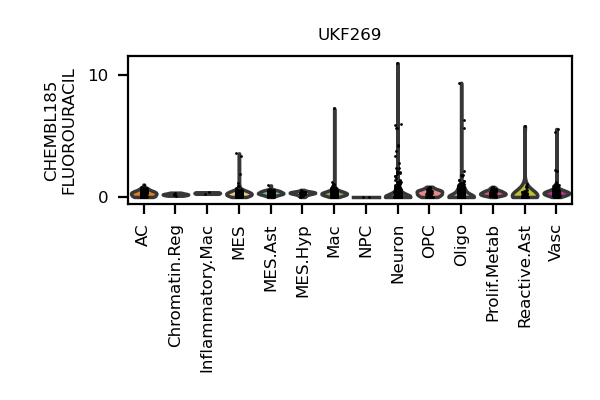 UKF269
CHEMBL185
FLUOROURACIL
10
0
AC
Chromatin.Reg
Inflammatory.Mac
MES
MES.Ast
MES.Hyp
Mac
NPC
Neuron
OPC
Oligo
Prolif.Metab
Reactive.Ast
Vasc